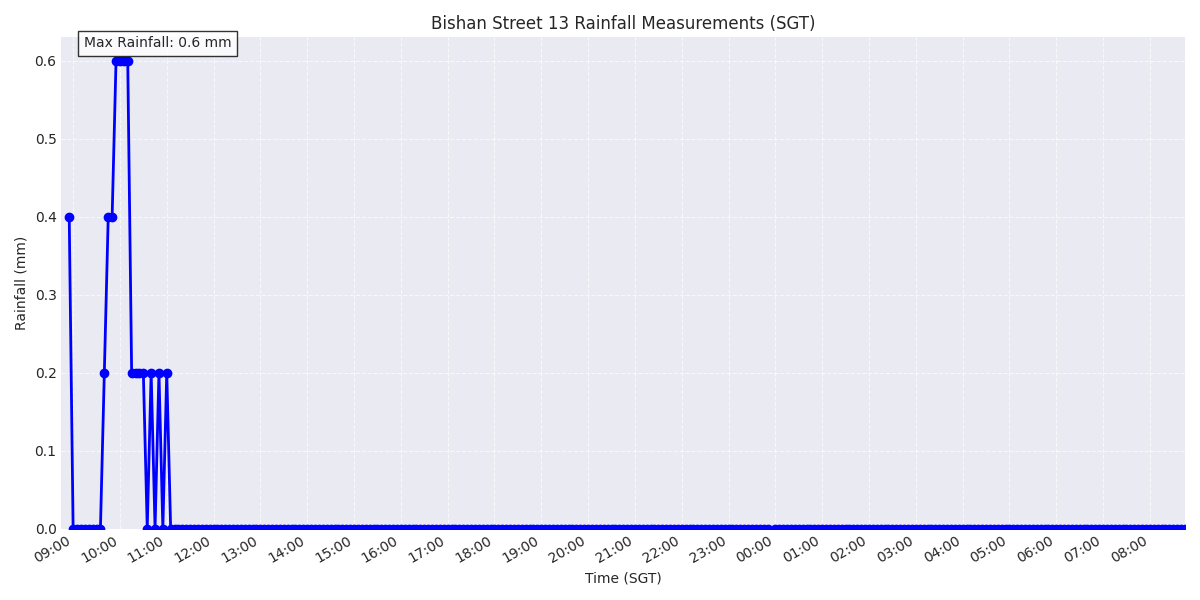 Bishan Street 13 Rainfall Measurements (SGT)
Max Rainfall: 0.6 mm
Rainfall (mm)
0.6
0.5
0.4
0.3
0.2
0.1
0.0
09:00 10:00 11:00 12:00 13:00 14:00 15:00 16:00 17:00 18:00 19:00 20:00 21:00 22:00 23:00 00:00 01:00 02:00 03:00 04:00 05:00 06:00 07:00 08:00
Time (SGT)